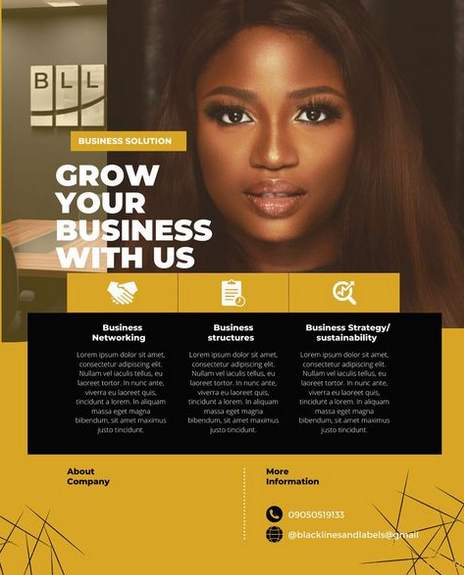 BLL
BUSINESS SOLUTION
GROW
YOUR
BUSINESS
WITH US
Business
Networking
Lorem ipsum dolor sit amet,
consectetur adipiscing elit.
Nullam vel iaculis tellus, eu
laoreet tortor. In nunc ante,
viverra eu laoreet non,
tincidunt a lorem. In aliquam
massa eget magna
bibendum, sit amet maximus
justo tincidunt.
Business
structures
Lorem ipsum dolor sit amet,
consectetur adipiscing elit.
Nullam vel iaculis tellus, eu
laoreet tortor. In nunc ante,
viverra eu laoreet non,
tincidunt a lorem. In aliquam
massa eget magna
bibendum, sit amet maximus
justo tincidunt.
Business Strategy/
sustainability
Lorem ipsum dolor sit amet,
consectetur adipiscing elit.
Nullam vel iaculis tellus, eu
laoreet tortor. In nunc ante,
viverra eu laoreet non,
tincidunt a lorem. In aliquam
massa eget magna
bibendum, sit amet maximus
justo tincidunt.
About
Company
More
Information
09050519133
@blacklinesandlabels@gmail